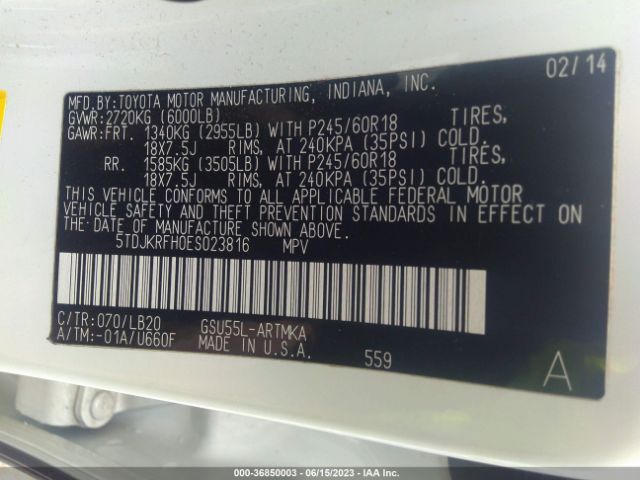 MFD.BY:TOYOTA MOTOR MANUFACTURING, INDIANA, INC. 02/14
GVWR:2720KG (6000LB)
GAWR:FRT. 1340KG (2955LB) WITH P245/60R18 TIRES,
18X7.5J RIMS, AT 240KPA (35PSI) COLD.
RR. 1585KG (3505LB) WITH P245/60R18 TIRES,
18X7.5J RIMS, AT 240KPA (35PSI) COLD.
THIS VEHICLE CONFORMS TO ALL APPLICABLE FEDERAL MOTOR
VEHICLE SAFETY AND THEFT PREVENTION STANDARDS IN EFFECT ON
THE DATE OF MANUFACTURE SHOWN ABOVE.
5TDJKRFH0ES023816 MPV
C/TR:070/LB20 GSU55L-ARTMKA
A/TM:-01A/U660F MADE IN U.S.A.
559 A
000-36850003 - 06/15/2023 - IAA Inc.